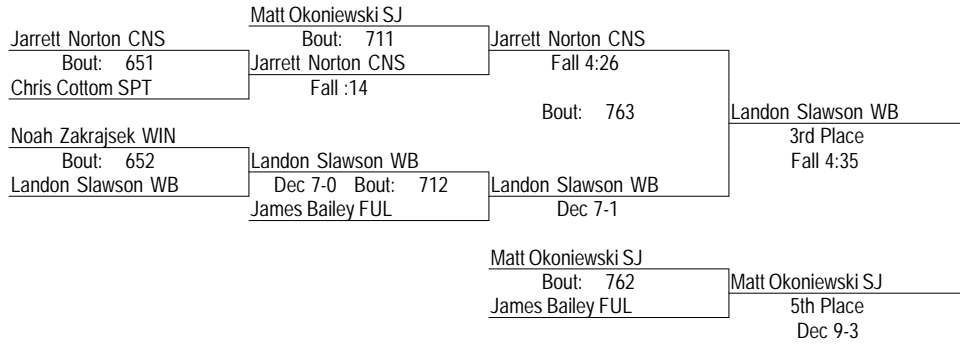 Matt Okoniewski SJ
Jarrett Norton CNS Bout: 711 Jarrett Norton CNS
Bout: 651 Jarrett Norton CNS Fall 4:26
Chris Cottom SPT Fall :14
Bout: 763 Landon Slawson WB
Noah Zakrajsek WIN 3rd Place
Bout: 652 Landon Slawson WB Fall 4:35
Landon Slawson WB Dec 7-0 Bout: 712 Landon Slawson WB
James Bailey FUL Dec 7-1
Matt Okoniewski SJ
Bout: 762 Matt Okoniewski SJ
James Bailey FUL 5th Place
Dec 9-3